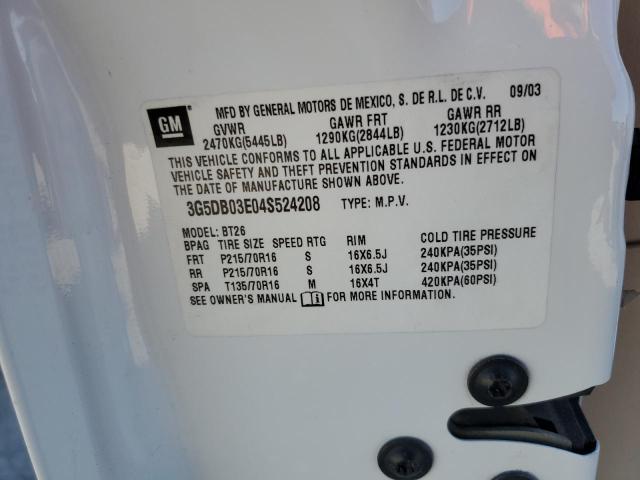 GM
MFD BY GENERAL MOTORS DE MEXICO, S. DE R.L. DE C.V. 09/03
GVWR GAWR FRT GAWR RR
2470KG(5445LB) 1290KG(2844LB) 1230KG(2712LB)
THIS VEHICLE CONFORMS TO ALL APPLICABLE U.S. FEDERAL MOTOR
VEHICLE SAFETY AND THEFT PREVENTION STANDARDS IN EFFECT ON
THE DATE OF MANUFACTURE SHOWN ABOVE.
3G5DB03E04S524208 TYPE: M.P.V.
MODEL: BT26
BPAG TIRE SIZE SPEED RTG RIM COLD TIRE PRESSURE
FRT P215/70R16 S 16X6.5J 240KPA(35PSI)
RR P215/70R16 S 16X6.5J 240KPA(35PSI)
SPA T135/70R16 M 16X4T 420KPA(60PSI)
SEE OWNER'S MANUAL FOR MORE INFORMATION.